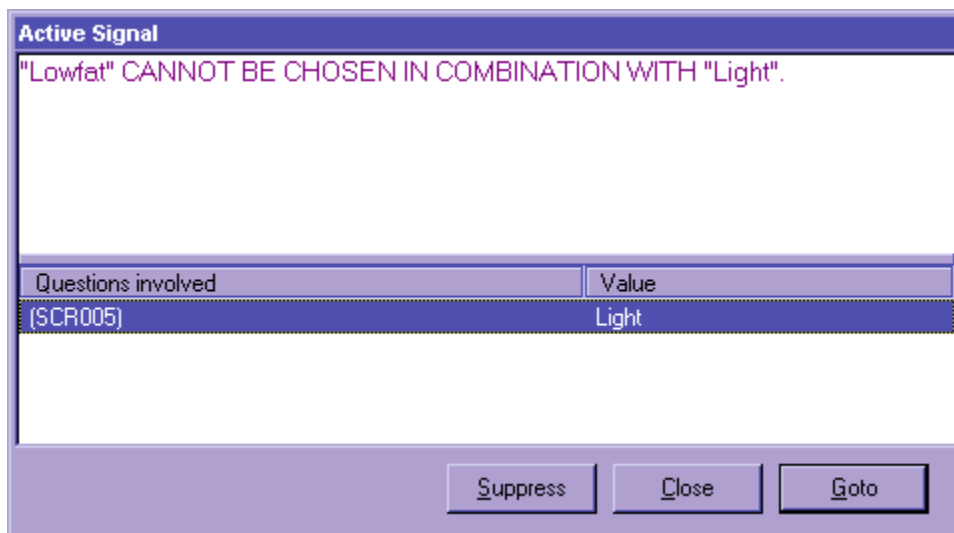 Active Signal
"Lowfat" CANNOT BE CHOSEN IN COMBINATION WITH "Light".
Questions involved Value
(SCR005) Light
Suppress Close Goto